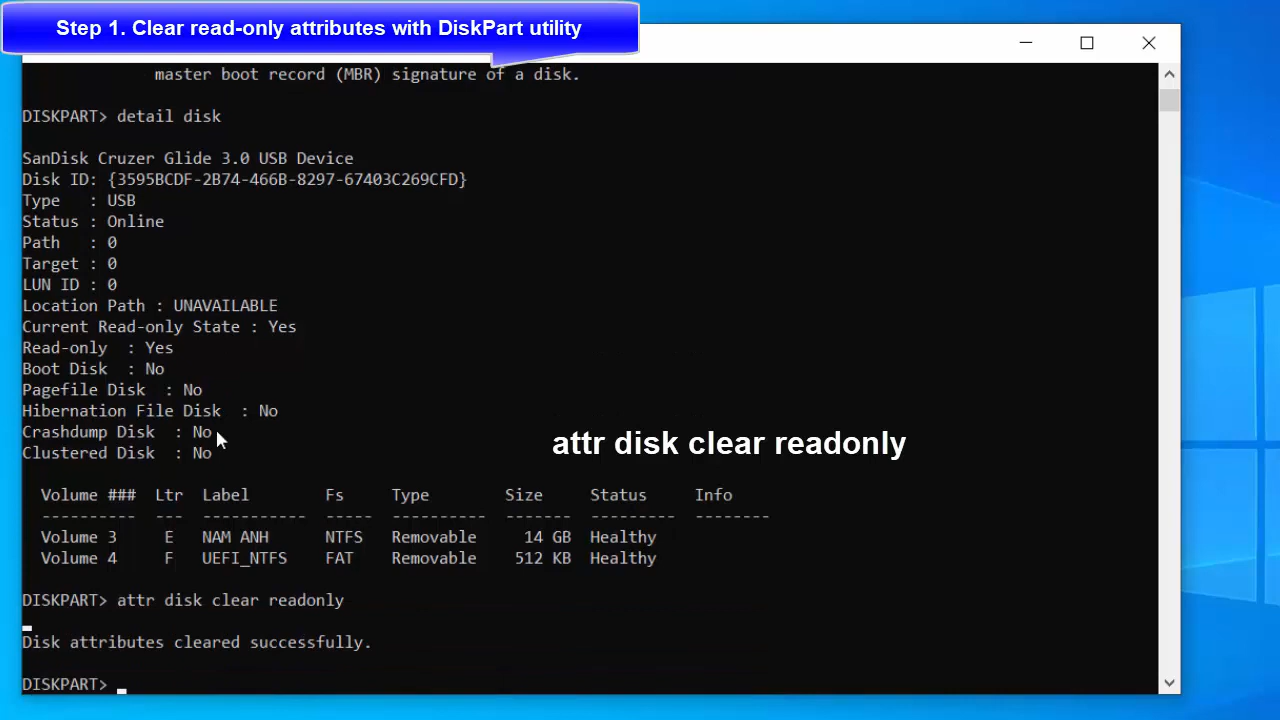 Step 1. Clear read-only attributes with DiskPart utility
master boot record (MBR) signature of a disk.
DISKPART> detail disk
SanDisk Cruzer Glide 3.0 USB Device
Disk ID: {3595BCDF-2B74-466B-8297-67403C269CFD}
Type   : USB
Status : Online
Path   : 0
Target : 0
LUN ID : 0
Location Path : UNAVAILABLE
Current Read-only State : Yes
Read-only  : Yes
Boot Disk  : No
Pagefile Disk  : No
Hibernation File Disk  : No
Crashdump Disk  : No
attr disk clear readonly
Clustered Disk  : No
Volume ###  Ltr  Label        Fs     Type        Size     Status     Info
----------  ---  -----------  -----  ----------  -------  ---------  --------
Volume 3     E   NAM ANH      NTFS   Removable     14 GB  Healthy
Volume 4     F   UEFI_NTFS    FAT    Removable    512 KB  Healthy
DISKPART> attr disk clear readonly
Disk attributes cleared successfully.
DISKPART>